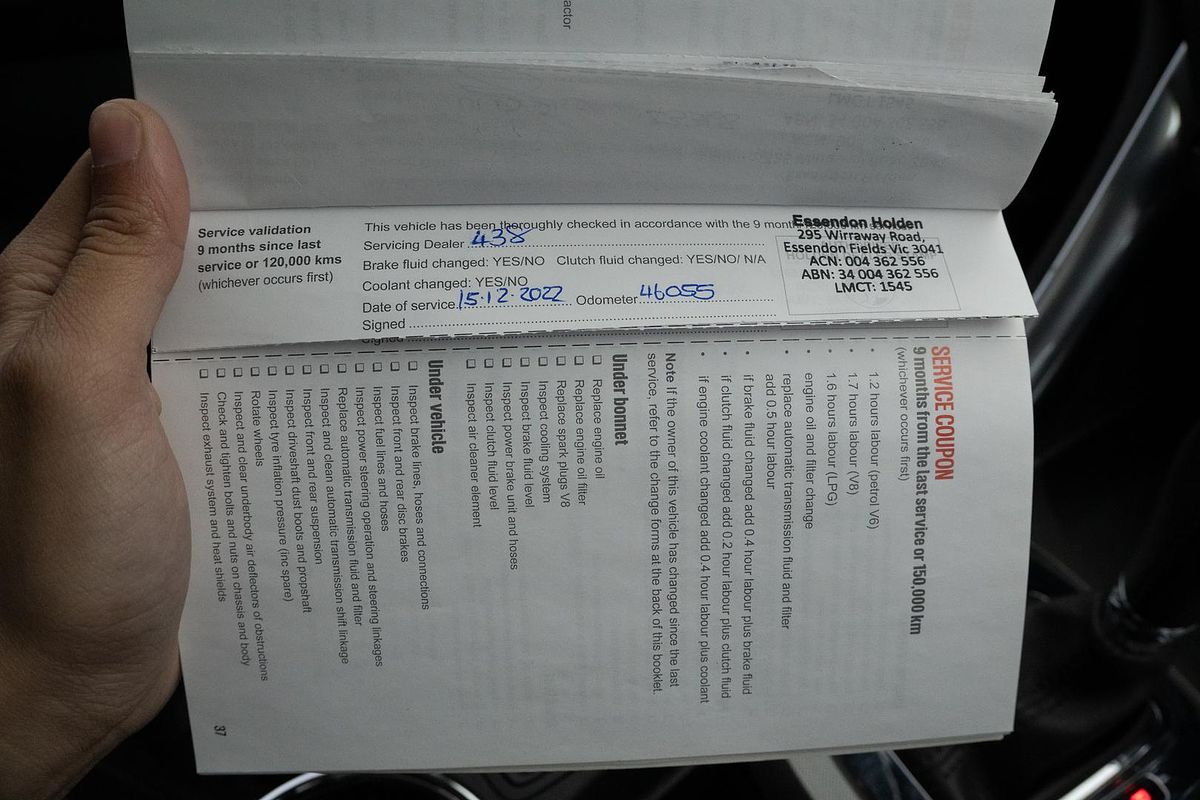 actor
Service validation
9 months since last
service or 120,000 kms
(whichever occurs first)
This vehicle has been thoroughly checked in accordance with the 9 month
Servicing Dealer 438
Brake fluid changed: YES/NO Clutch fluid changed: YES/NO/ N/A
Coolant changed: YES/NO
Date of service 15·12·2022 Odometer 46055
Signed
Essendon Holden
295 Wirraway Road,
Essendon Fields Vic 3041
ACN: 004 362 556
ABN: 34 004 362 556
LMCT: 1545
SERVICE COUPON
9 months from the last service or 150,000 km
(whichever occurs first)
• 1.2 hours labour (petrol V6)
• 1.7 hours labour (V8)
• 1.6 hours labour (LPG)
• engine oil and filter change
• replace automatic transmission fluid and filter
add 0.5 hour labour
• if brake fluid changed add 0.4 hour labour plus brake fluid
• if clutch fluid changed add 0.2 hour labour plus clutch fluid
• if engine coolant changed add 0.4 hour labour plus coolant
Note If the owner of this vehicle has changed since the last
service, refer to the change forms at the back of this booklet.
Under bonnet
❑ Replace engine oil
❑ Replace engine oil filter
❑ Replace spark plugs V8
❑ Inspect cooling system
❑ Inspect brake fluid level
❑ Inspect power brake unit and hoses
❑ Inspect clutch fluid level
❑ Inspect air cleaner element
Under vehicle
❑ Inspect brake lines, hoses and connections
❑ Inspect front and rear disc brakes
❑ Inspect fuel lines and hoses
❑ Inspect power steering operation and steering linkages
❑ Replace automatic transmission fluid and filter
❑ Inspect and clean automatic transmission shift linkage
❑ Inspect front and rear suspension
❑ Inspect driveshaft dust boots and propshaft
❑ Inspect tyre inflation pressure (inc spare)
❑ Rotate wheels
❑ Inspect and clear underbody air deflectors of obstructions
❑ Check and tighten bolts and nuts on chassis and body
❑ Inspect exhaust system and heat shields
37